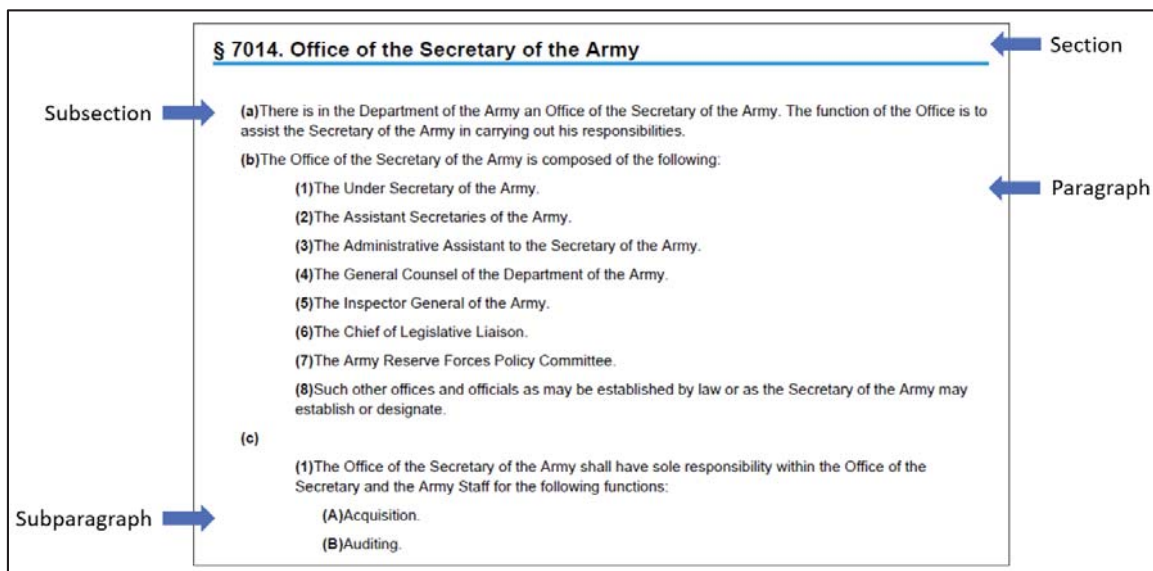 § 7014. Office of the Secretary of the Army
Section
Subsection
(a)There is in the Department of the Army an Office of the Secretary of the Army. The function of the Office is to
assist the Secretary of the Army in carrying out his responsibilities.
(b)The Office of the Secretary of the Army is composed of the following:
(1)The Under Secretary of the Army.
Paragraph
(2)The Assistant Secretaries of the Army.
(3)The Administrative Assistant to the Secretary of the Army.
(4)The General Counsel of the Department of the Army.
(5)The Inspector General of the Army.
(6)The Chief of Legislative Liaison.
(7)The Army Reserve Forces Policy Committee.
(8)Such other offices and officials as may be established by law or as the Secretary of the Army may
establish or designate.
(c)
(1)The Office of the Secretary of the Army shall have sole responsibility within the Office of the
Secretary and the Army Staff for the following functions:
Subparagraph
(A)Acquisition.
(B)Auditing.